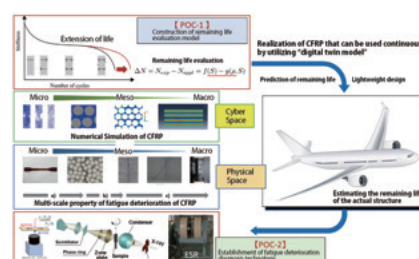 【POC-1】
Construction of remaining life
evaluation model
Extension of life
Stiffness
Remaining life evaluation
Number of cycles
Realization of CFRP that can be used continuously
by utilizing "digital twin model"
Prediction of remaining life
Lightweight design
Micro Meso Macro
Numerical Simulation of CFRP
Cyber
Space
Micro Meso Macro
a) b) c) d) e)
Multi-scale property of fatigue deterioration of CFRP
Physical
Space
Estimating the remaining life
of the actual structure
Condenser
Zone
plate
Phase ring
Sample
X-ray
ESR
【POC-2】
Establishment of fatigue deterioration